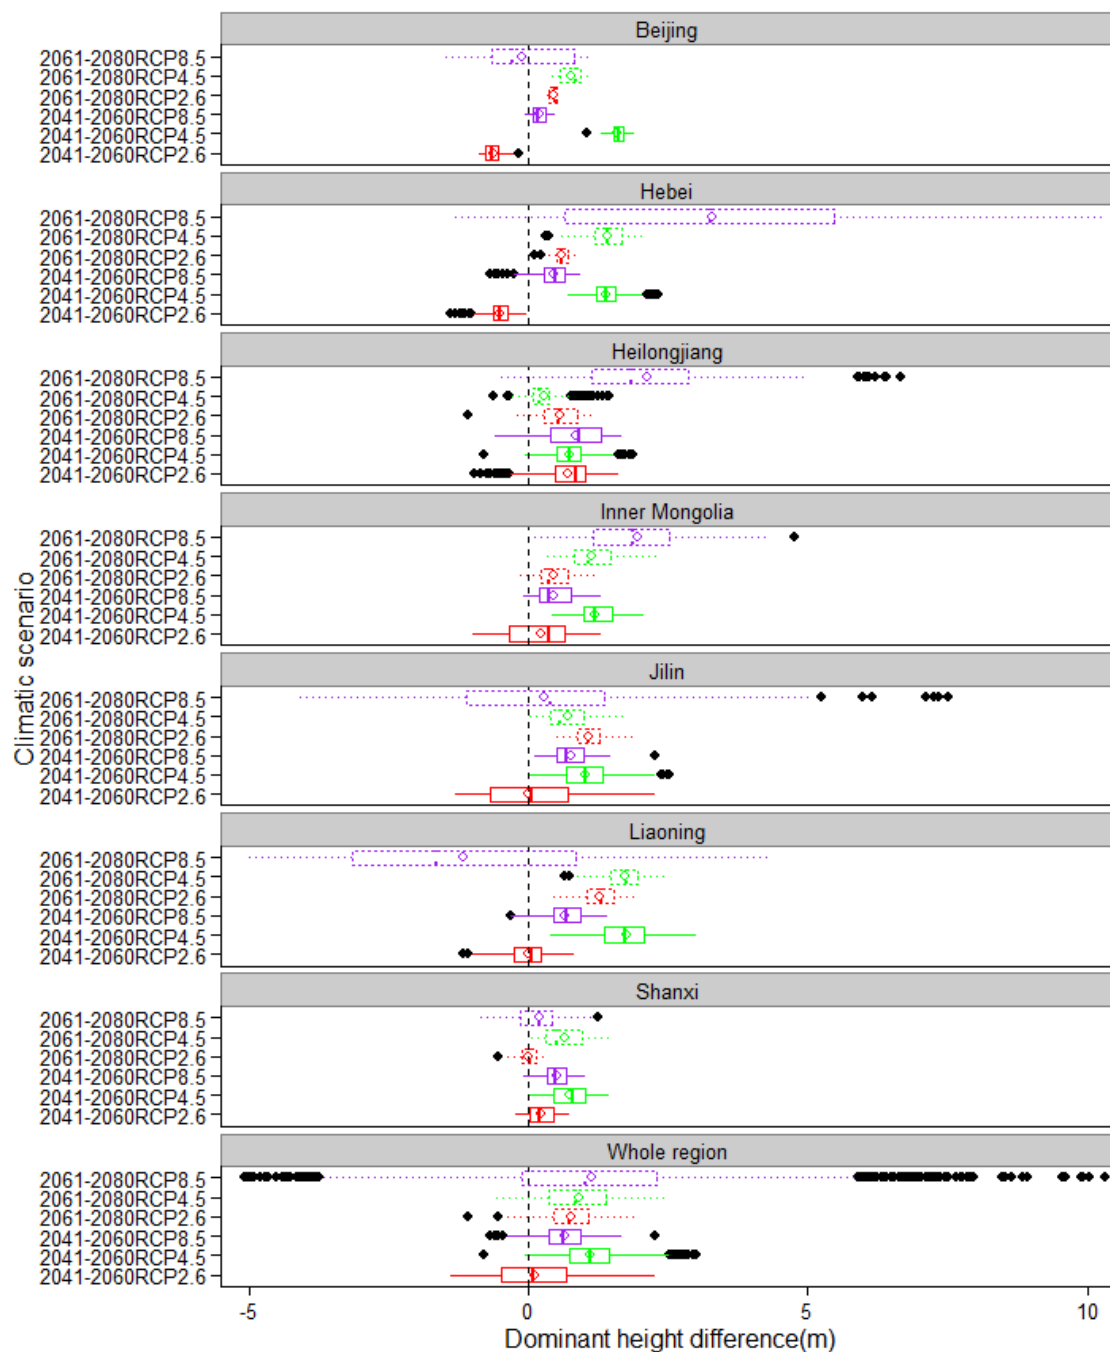 Beijing
2061-2080RCP8.5
2061-2080RCP4.5
2061-2080RCP2.6
2041-2060RCP8.5
2041-2060RCP4.5
2041-2060RCP2.6
Hebei
2061-2080RCP8.5
2061-2080RCP4.5
2061-2080RCP2.6
2041-2060RCP8.5
2041-2060RCP4.5
2041-2060RCP2.6
Heilongjiang
2061-2080RCP8.5
2061-2080RCP4.5
2061-2080RCP2.6
2041-2060RCP8.5
2041-2060RCP4.5
2041-2060RCP2.6
Inner Mongolia
2061-2080RCP8.5
2061-2080RCP4.5
2061-2080RCP2.6
2041-2060RCP8.5
2041-2060RCP4.5
2041-2060RCP2.6
Climatic scenario
Jilin
2061-2080RCP8.5
2061-2080RCP4.5
2061-2080RCP2.6
2041-2060RCP8.5
2041-2060RCP4.5
2041-2060RCP2.6
Liaoning
2061-2080RCP8.5
2061-2080RCP4.5
2061-2080RCP2.6
2041-2060RCP8.5
2041-2060RCP4.5
2041-2060RCP2.6
Shanxi
2061-2080RCP8.5
2061-2080RCP4.5
2061-2080RCP2.6
2041-2060RCP8.5
2041-2060RCP4.5
2041-2060RCP2.6
Whole region
2061-2080RCP8.5
2061-2080RCP4.5
2061-2080RCP2.6
2041-2060RCP8.5
2041-2060RCP4.5
2041-2060RCP2.6
-5 0 5 10
Dominant height difference(m)